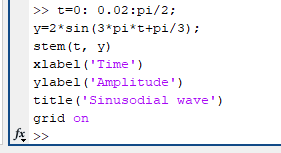 >> t=0: 0.02:pi/2;
y=2*sin(3*pi*t+pi/3);
stem(t, y)
xlabel('Time')
ylabel('Amplitude')
title('Sinusodial wave')
grid on
fx >>